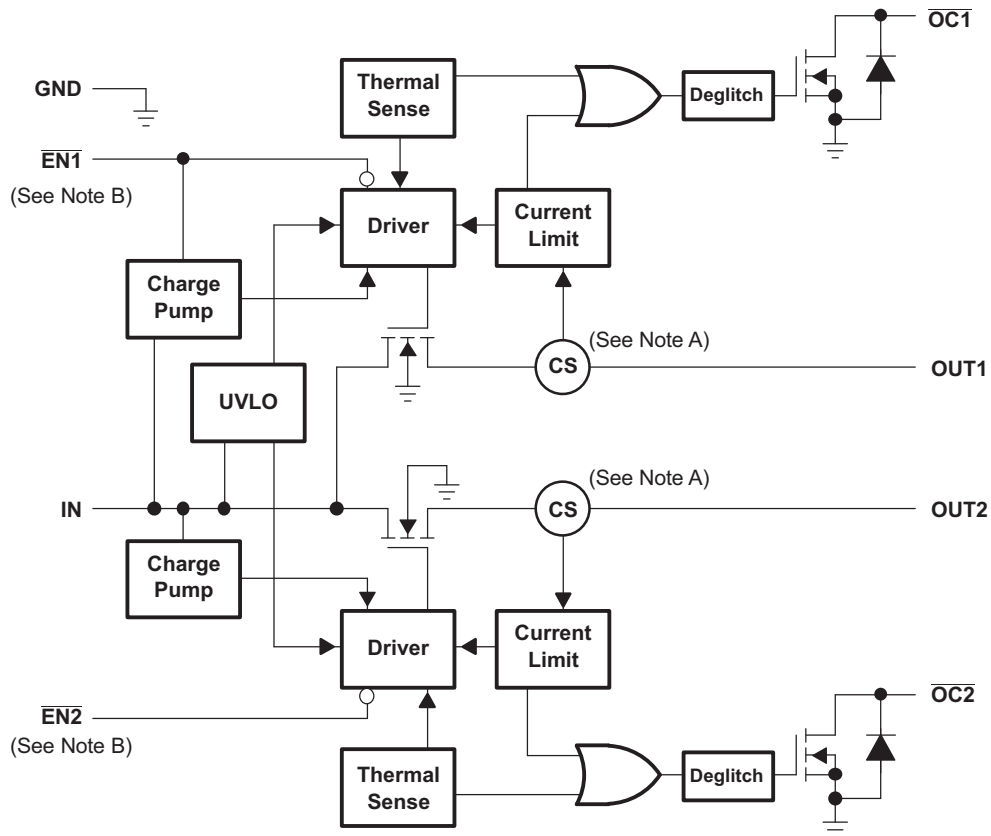 OC1
GND
Thermal
Sense
Deglitch
EN1
(See Note B)
Driver
Current
Limit
Charge
Pump
(See Note A)
CS
OUT1
UVLO
(See Note A)
IN
CS
OUT2
Charge
Pump
Driver
Current
Limit
OC2
EN2
(See Note B)
Thermal
Sense
Deglitch